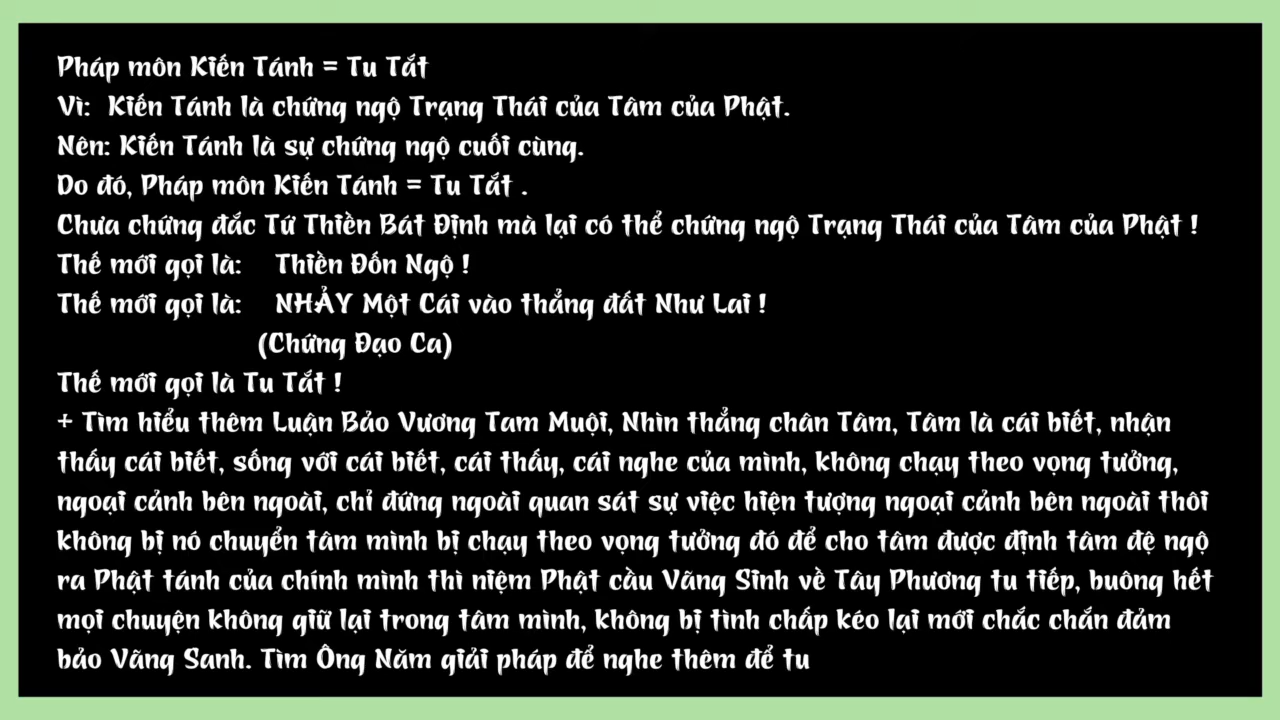 Pháp môn Kiến Tánh = Tu Tắt
Vì: Kiến Tánh là chứng ngộ Trạng Thái của Tâm của Phật.
Nên: Kiến Tánh là sự chứng ngộ cuối cùng.
Do đó, Pháp môn Kiến Tánh = Tu Tắt .
Chưa chứng đắc Tứ Thiền Bát Định mà lại có thể chứng ngộ Trạng Thái của Tâm của Phật !
Thế mới gọi là: Thiền Đốn Ngộ !
Thế mới gọi là: NHẢY Một Cái vào thẳng đất Như Lai !
(Chứng Đạo Ca)
Thế mới gọi là Tu Tắt !
+ Tìm hiểu thêm Luận Bảo Vương Tam Muội, Nhìn thẳng chân Tâm, Tâm là cái biết, nhận
thấy cái biết, sống với cái biết, cái thấy, cái nghe của mình, không chạy theo vọng tưởng,
ngoại cảnh bên ngoài, chỉ đứng ngoài quan sát sự việc hiện tượng ngoại cảnh bên ngoài thôi
không bị nó chuyển tâm mình bị chạy theo vọng tưởng đó để cho tâm được định tâm đệ ngộ
ra Phật tánh của chính mình thì niệm Phật cầu Vãng Sinh về Tây Phương tu tiếp, buông hết
mọi chuyện không giữ lại trong tâm mình, không bị tình chấp kéo lại mới chắc chắn đảm
bảo Vãng Sanh. Tìm Ông Năm giải pháp để nghe thêm để tu